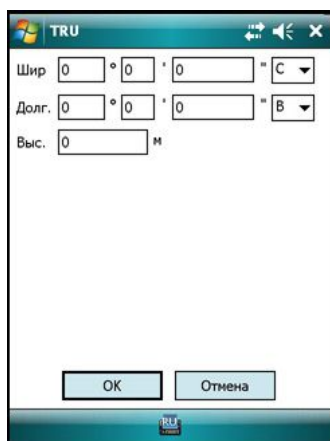 TRU
Шир 0 ° 0 ' 0 " С
Долг. 0 ° 0 ' 0 " В
Выс. 0 м
OK Отмена
RU